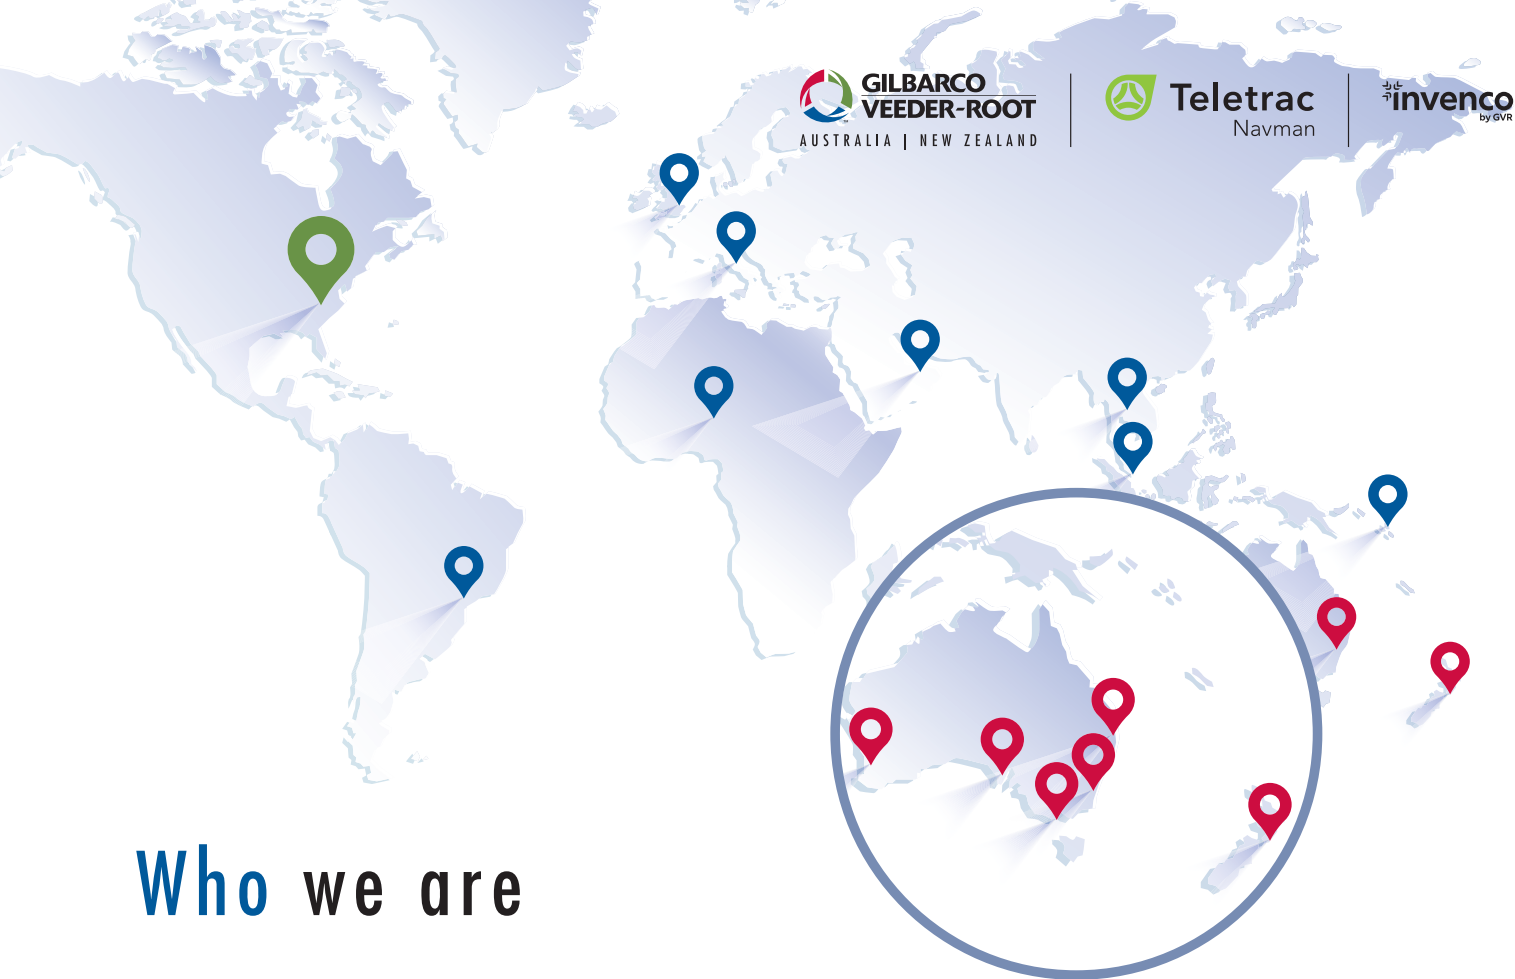 GILBARCO
VEEDER-ROOT
AUSTRALIA | NEW ZEALAND
Teletrac
Navman
invenco
by GVR
Who we are